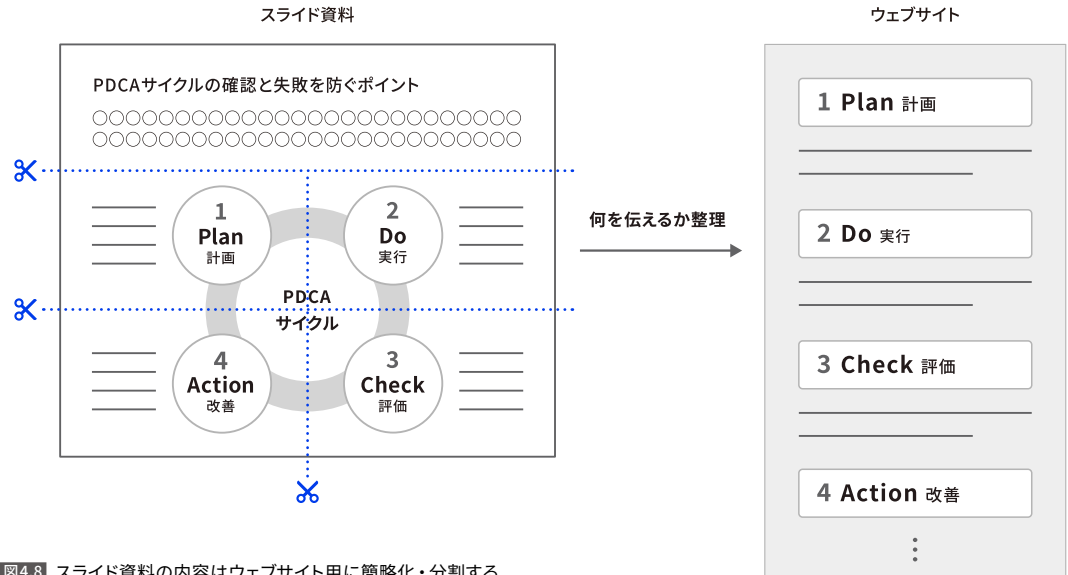 スライド資料
PDCAサイクルの確認と失敗を防ぐポイント
○○○○○○○○○○○○○○○○○○○○○○○○○○
○○○○○○○○○○○○○○○○○○○○○○○○○○
1
Plan
計画
2
Do
実行
PDCA
サイクル
4
Action
改善
3
Check
評価
何を伝えるか整理
ウェブサイト
1 Plan 計画
2 Do 実行
3 Check 評価
4 Action 改善
図4.8 スライド資料の内容はウェブサイト用に簡略化・分割する